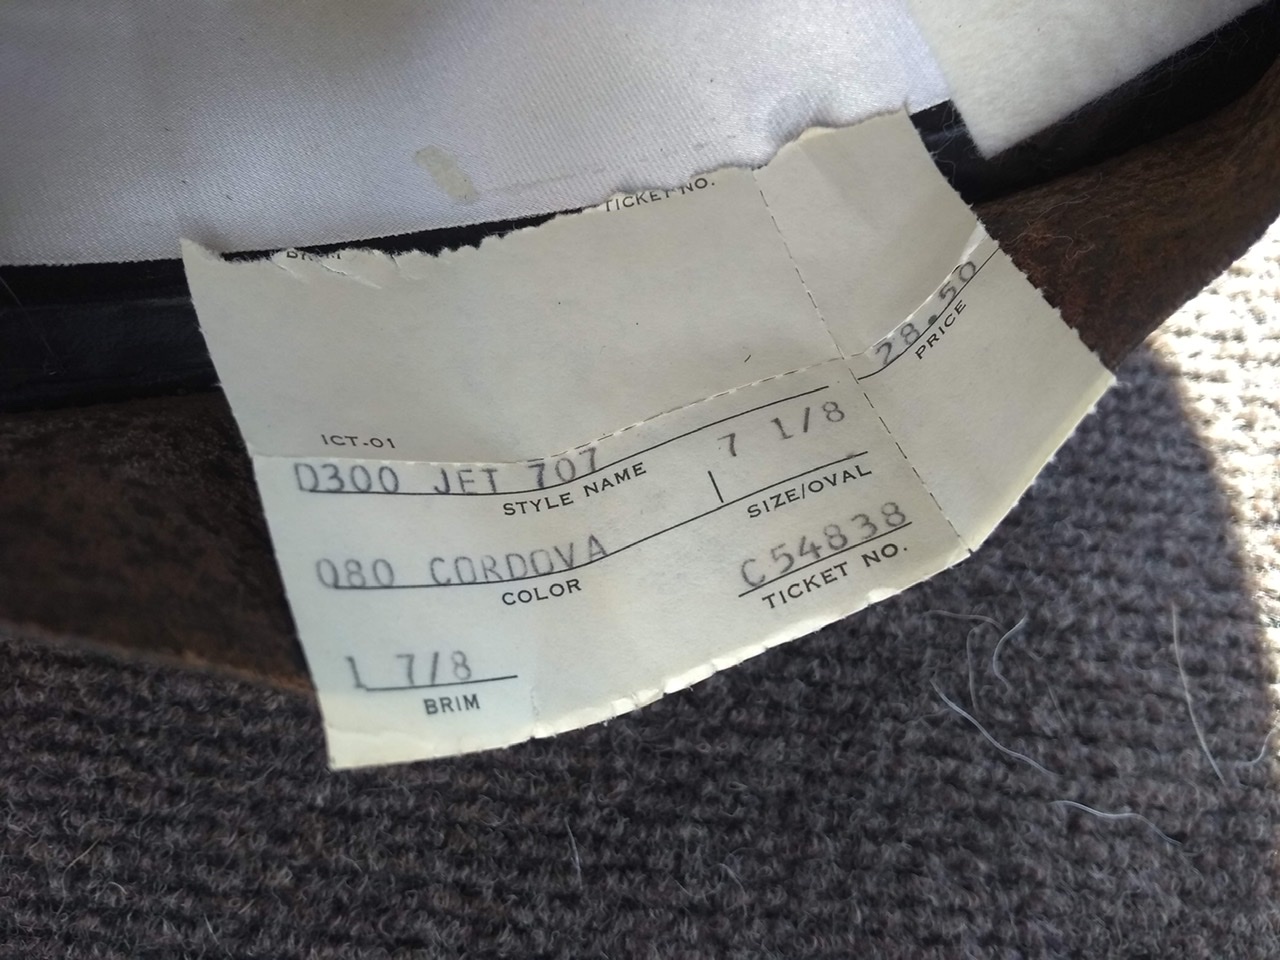 TICKET NO.
28.50
PRICE
ICT-01
D300 JET 707 7 1/8
STYLE NAME SIZE/OVAL
080 CORDOVA C54838
COLOR TICKET NO.
1 7/8
BRIM